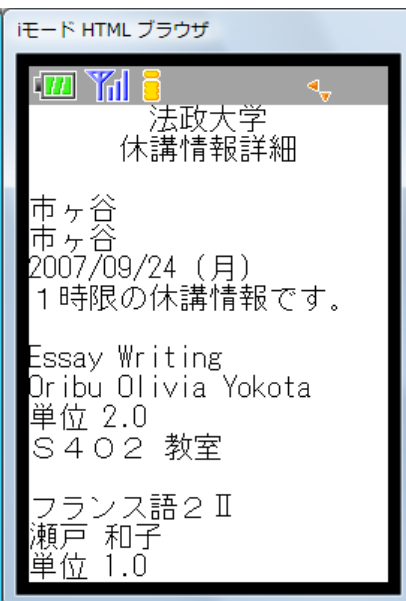 iモード HTML ブラウザ
法政大学
休講情報詳細
市ヶ谷
市ヶ谷
2007/09/24 (月)
１時限の休講情報です。
Essay Writing
Oribu Olivia Yokota
単位 2.0
Ｓ４０２ 教室
フランス語２Ⅱ
瀬戸 和子
単位 1.0